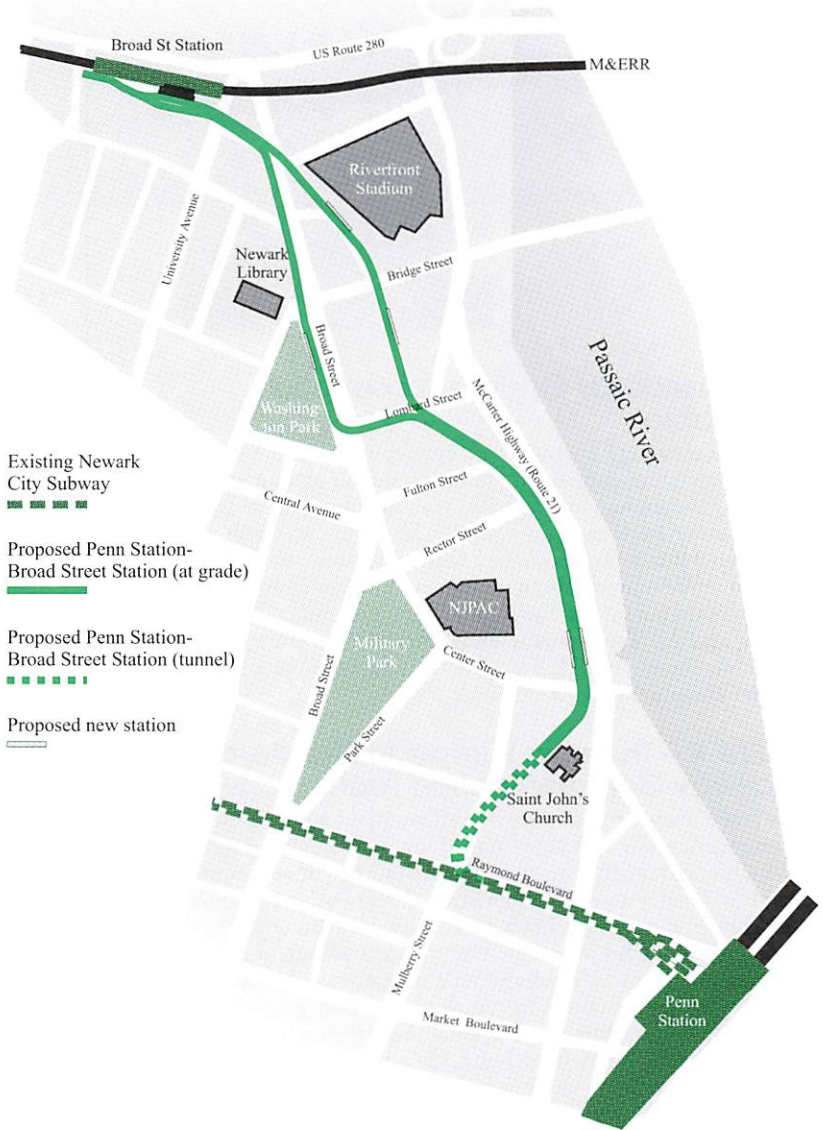 Broad St Station
US Route 280
M&ERR
Riverfront
Stadium
University Avenue
Newark
Library
Bridge Street
Broad Street
Passaic River
Washing
ton Park
Lombard Street
McCarter Highway (Route 21)
Existing Newark
City Subway
Central Avenue
Fulton Street
Rector Street
Proposed Penn Station-
Broad Street Station (at grade)
NJPAC
Military
Park
Center Street
Proposed Penn Station-
Broad Street Station (tunnel)
Broad Street
Park Street
Proposed new station
Saint John's
Church
Raymond Boulevard
Mulberry Street
Penn
Station
Market Boulevard